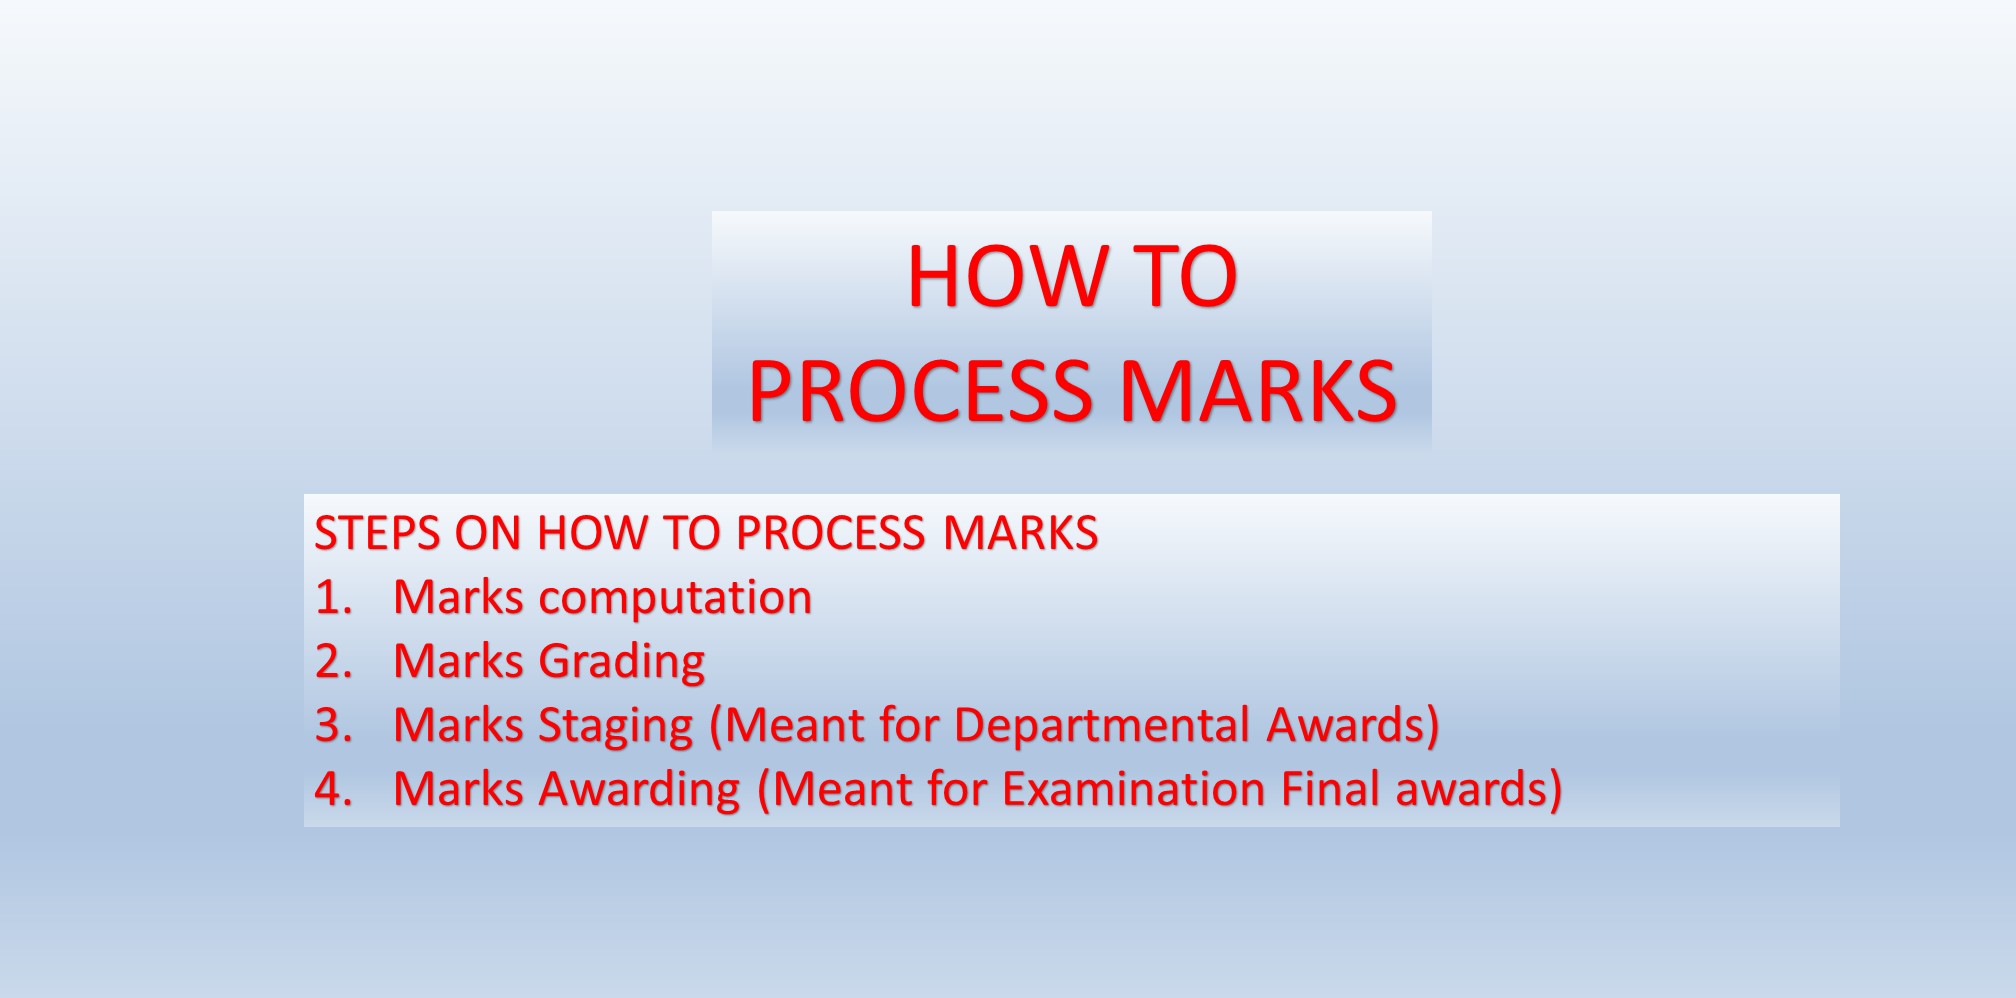 HOW TO
PROCESS MARKS
STEPS ON HOW TO PROCESS MARKS
1. Marks computation
2. Marks Grading
3. Marks Staging (Meant for Departmental Awards)
4. Marks Awarding (Meant for Examination Final awards)